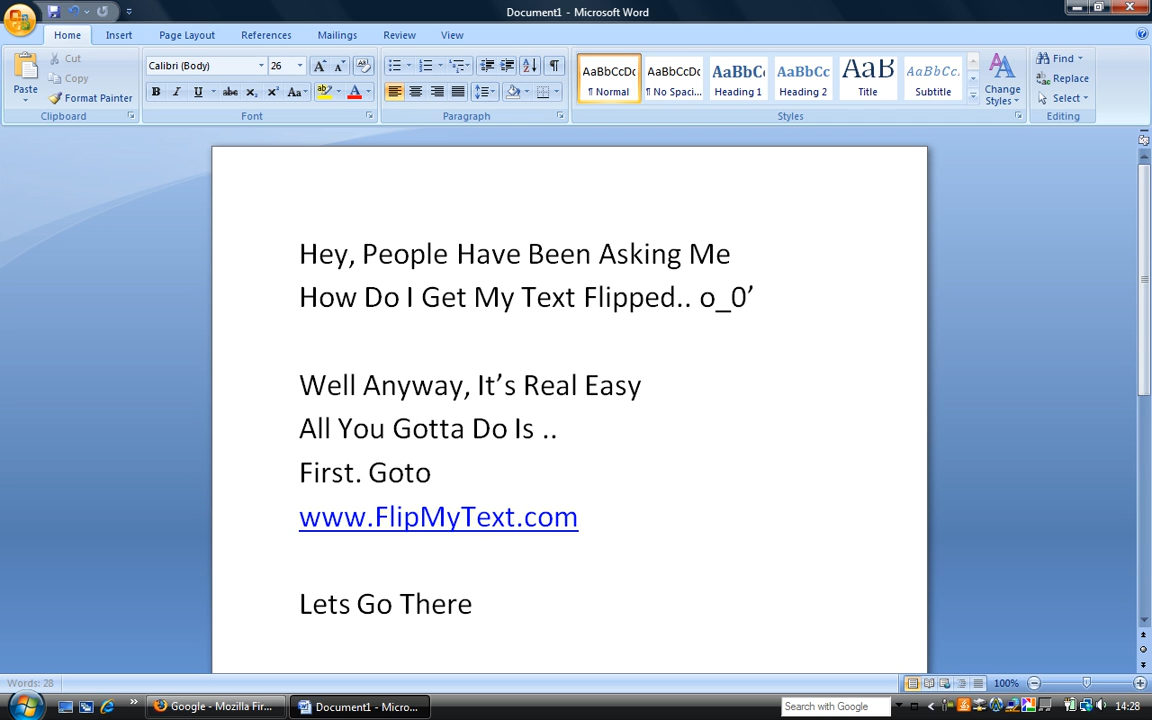 Document1 - Microsoft Word
Home Insert Page Layout References Mailings Review View
Paste
Cut
Copy
Format Painter
Clipboard
Calibri (Body) 26
Font
Paragraph
AaBbCcDc AaBbCcDc AaBbC AaBbCc AaB AaBbCc.
¶ Normal ¶ No Spaci... Heading 1 Heading 2 Title Subtitle
Change Styles
Styles
Find
Replace
Select
Editing
Hey, People Have Been Asking Me
How Do I Get My Text Flipped.. o_0’
Well Anyway, It’s Real Easy
All You Gotta Do Is ..
First. Goto
www.FlipMyText.com
Lets Go There
Words: 28
100%
Google - Mozilla Fir... Document1 - Micro... Search with Google 14:28